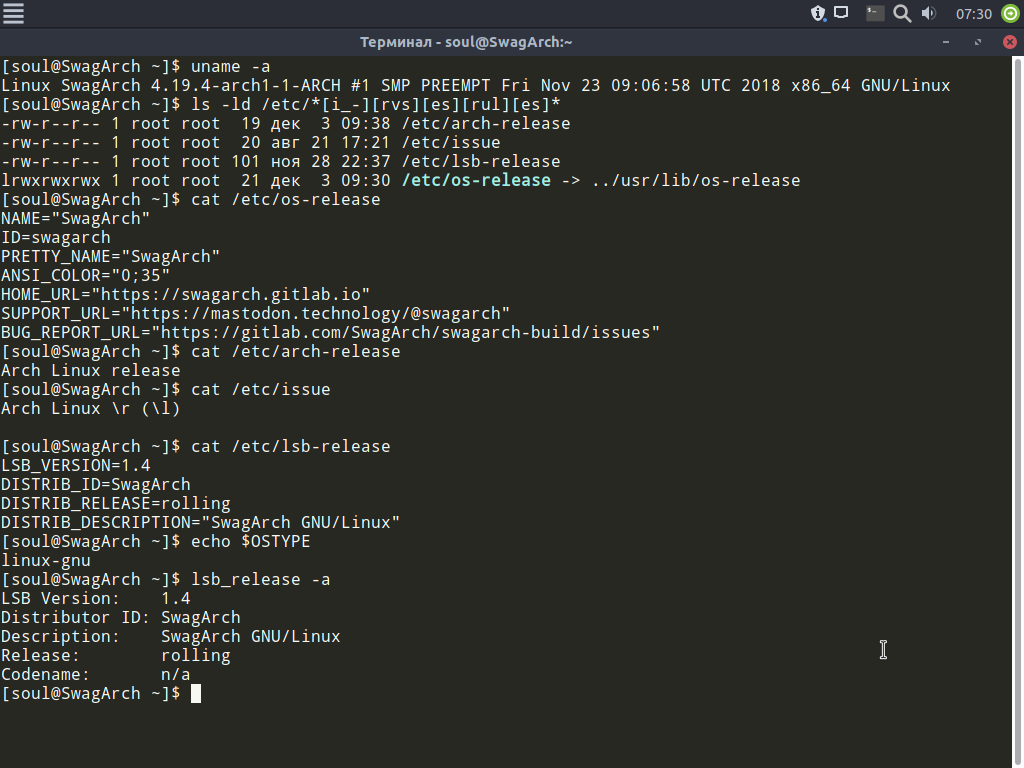 07:30
Терминал - soul@SwagArch:~
[soul@SwagArch ~]$ uname -a
Linux SwagArch 4.19.4-arch1-1-ARCH #1 SMP PREEMPT Fri Nov 23 09:06:58 UTC 2018 x86_64 GNU/Linux
[soul@SwagArch ~]$ ls -ld /etc/*[i_-][rvs][es][rul][es]*
-rw-r--r-- 1 root root  19 дек  3 09:38 /etc/arch-release
-rw-r--r-- 1 root root  20 авг 21 17:21 /etc/issue
-rw-r--r-- 1 root root 101 ноя 28 22:37 /etc/lsb-release
lrwxrwxrwx 1 root root  21 дек  3 09:30 /etc/os-release -> ../usr/lib/os-release
[soul@SwagArch ~]$ cat /etc/os-release
NAME="SwagArch"
ID=swagarch
PRETTY_NAME="SwagArch"
ANSI_COLOR="0;35"
HOME_URL="https://swagarch.gitlab.io"
SUPPORT_URL="https://mastodon.technology/@swagarch"
BUG_REPORT_URL="https://gitlab.com/SwagArch/swagarch-build/issues"
[soul@SwagArch ~]$ cat /etc/arch-release
Arch Linux release
[soul@SwagArch ~]$ cat /etc/issue
Arch Linux \r (\l)
[soul@SwagArch ~]$ cat /etc/lsb-release
LSB_VERSION=1.4
DISTRIB_ID=SwagArch
DISTRIB_RELEASE=rolling
DISTRIB_DESCRIPTION="SwagArch GNU/Linux"
[soul@SwagArch ~]$ echo $OSTYPE
linux-gnu
[soul@SwagArch ~]$ lsb_release -a
LSB Version:    1.4
Distributor ID: SwagArch
Description:    SwagArch GNU/Linux
Release:        rolling
Codename:       n/a
[soul@SwagArch ~]$